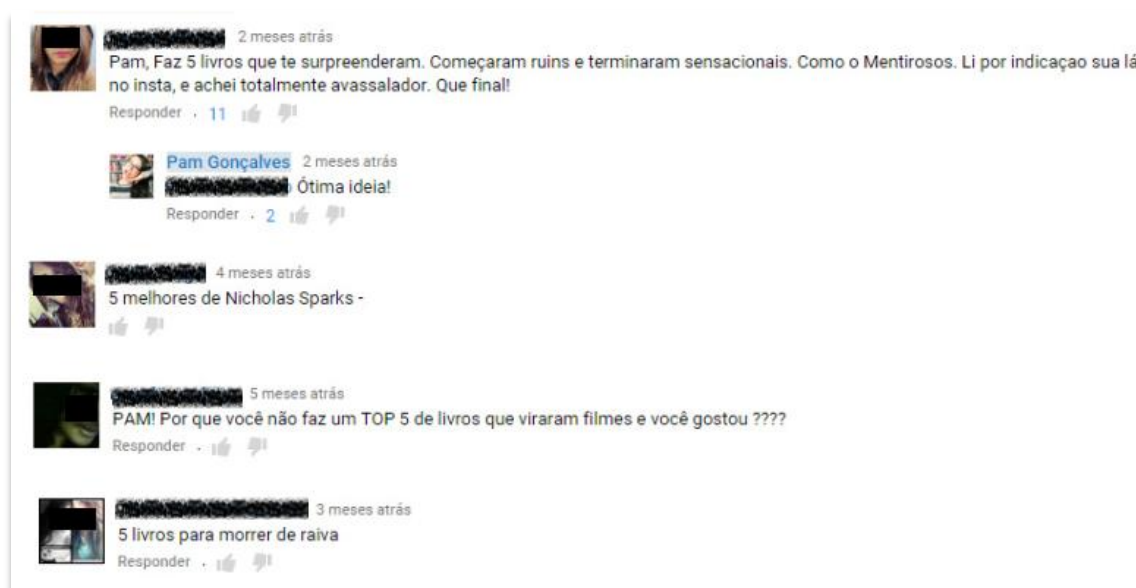 2 meses atrás
Pam, Faz 5 livros que te surpreenderam. Começaram ruins e terminaram sensacionais. Como o Mentirosos. Li por indicaçao sua lá
no insta, e achei totalmente avassalador. Que final!
Responder . 11
Pam Gonçalves 2 meses atrás
Ótima ideia!
Responder . 2
4 meses atrás
5 melhores de Nicholas Sparks -
5 meses atrás
PAM! Por que você não faz um TOP 5 de livros que viraram filmes e você gostou ????
Responder .
3 meses atrás
5 livros para morrer de raiva
Responder .